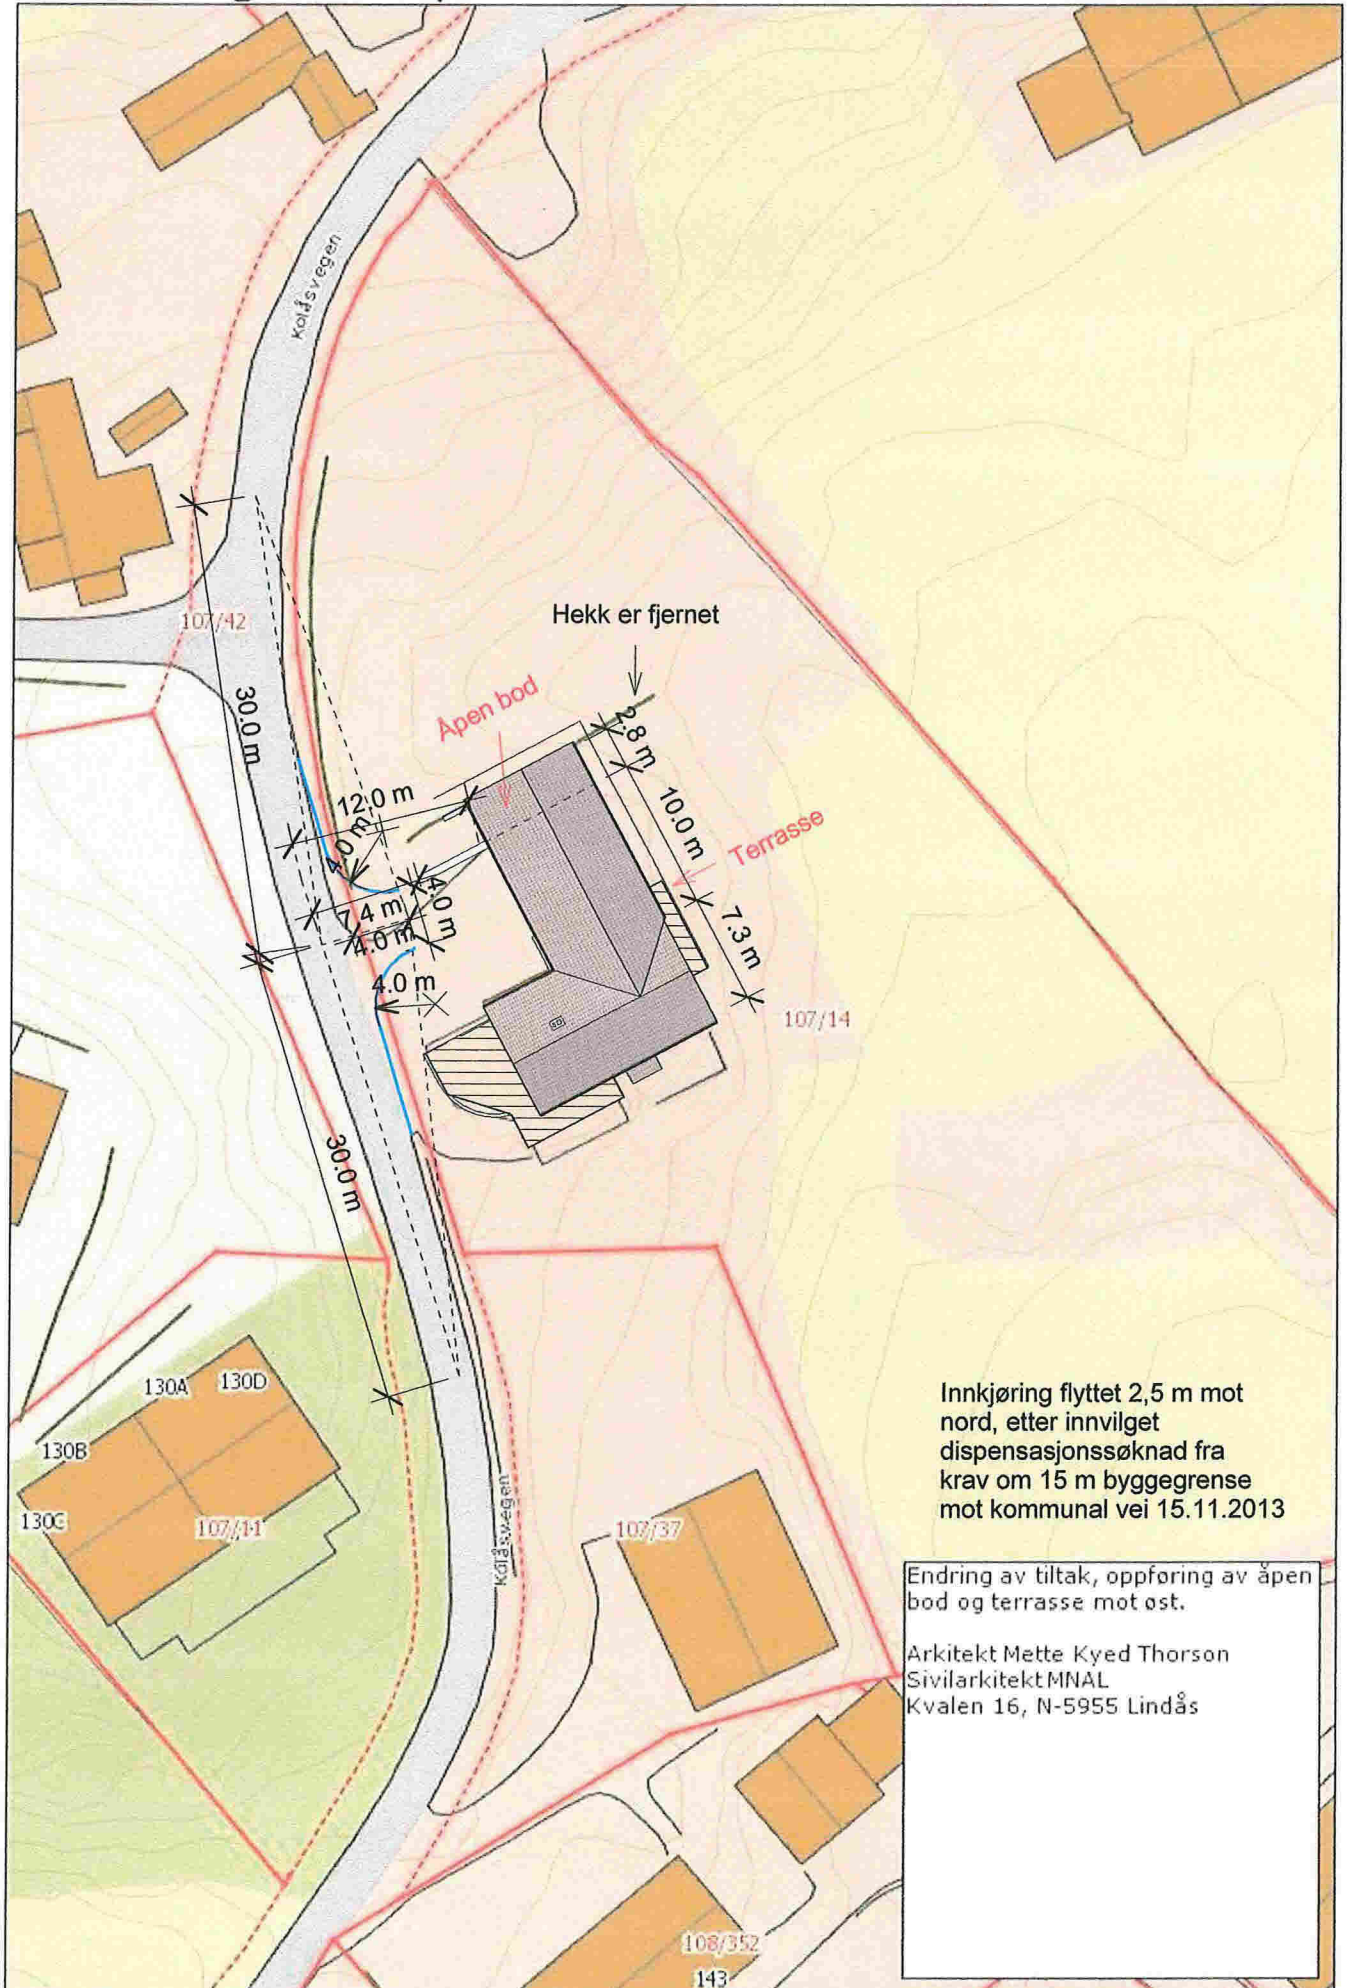 Kolåsvegen
107/42
Hekk er fjernet
Åpen bod
30.0 m
2.8 m
12.0 m
10.0 m
4.0 m
Terrasse
4.0 m
7.4 m
7.3 m
4.0 m
4.0 m
107/14
30.0 m
130A
130D
130B
130C
107/11
Kolåsvegen
107/37
Innkjøring flyttet 2,5 m mot
nord, etter innvilget
dispensasjonssøknad fra
krav om 15 m byggegrense
mot kommunal vei 15.11.2013
Endring av tiltak, oppføring av åpen
bod og terrasse mot øst.
Arkitekt Mette Kyed Thorson
Sivilarkitekt MNAL
Kvalen 16, N-5955 Lindås
108/352
143